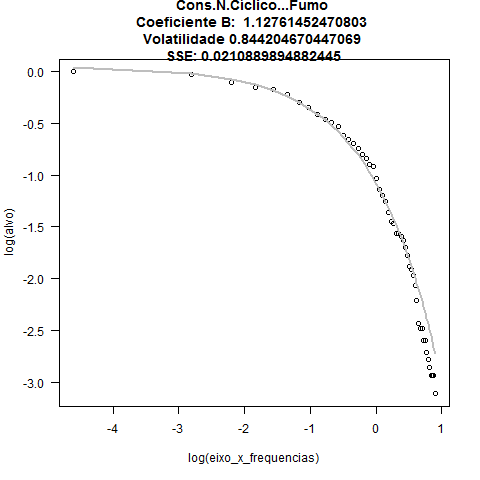 Cons.N.Ciclico...Fumo
Coeficiente B:  1.12761452470803
Volatilidade 0.844204670447069
SSE: 0.0210889894882445
0.0
-0.5
-1.0
-1.5
-2.0
-2.5
-3.0
log(alvo)
-4
-3
-2
-1
0
1
log(eixo_x_frequencias)